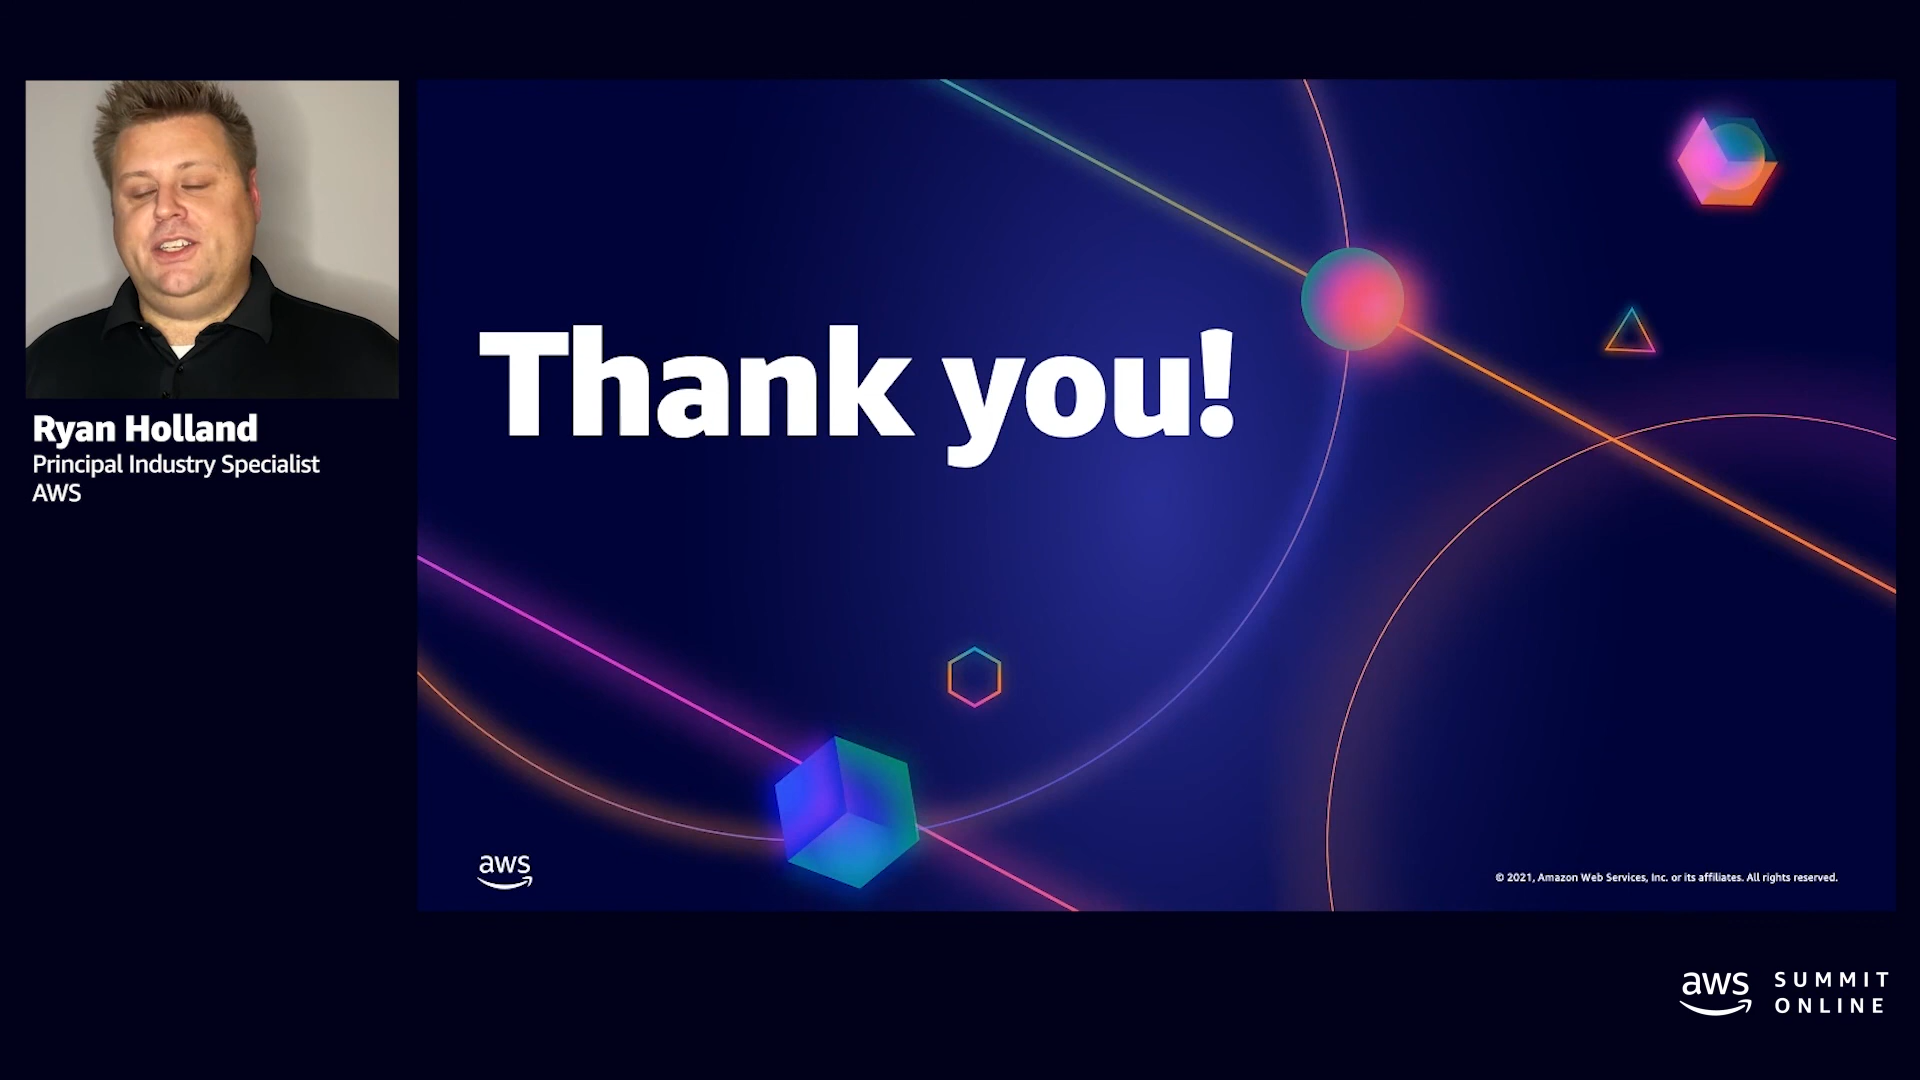 Ryan Holland
Principal Industry Specialist
AWS
Thank you!
aws
© 2021, Amazon Web Services, Inc. or its affiliates. All rights reserved.
aws
SUMMIT
ONLINE